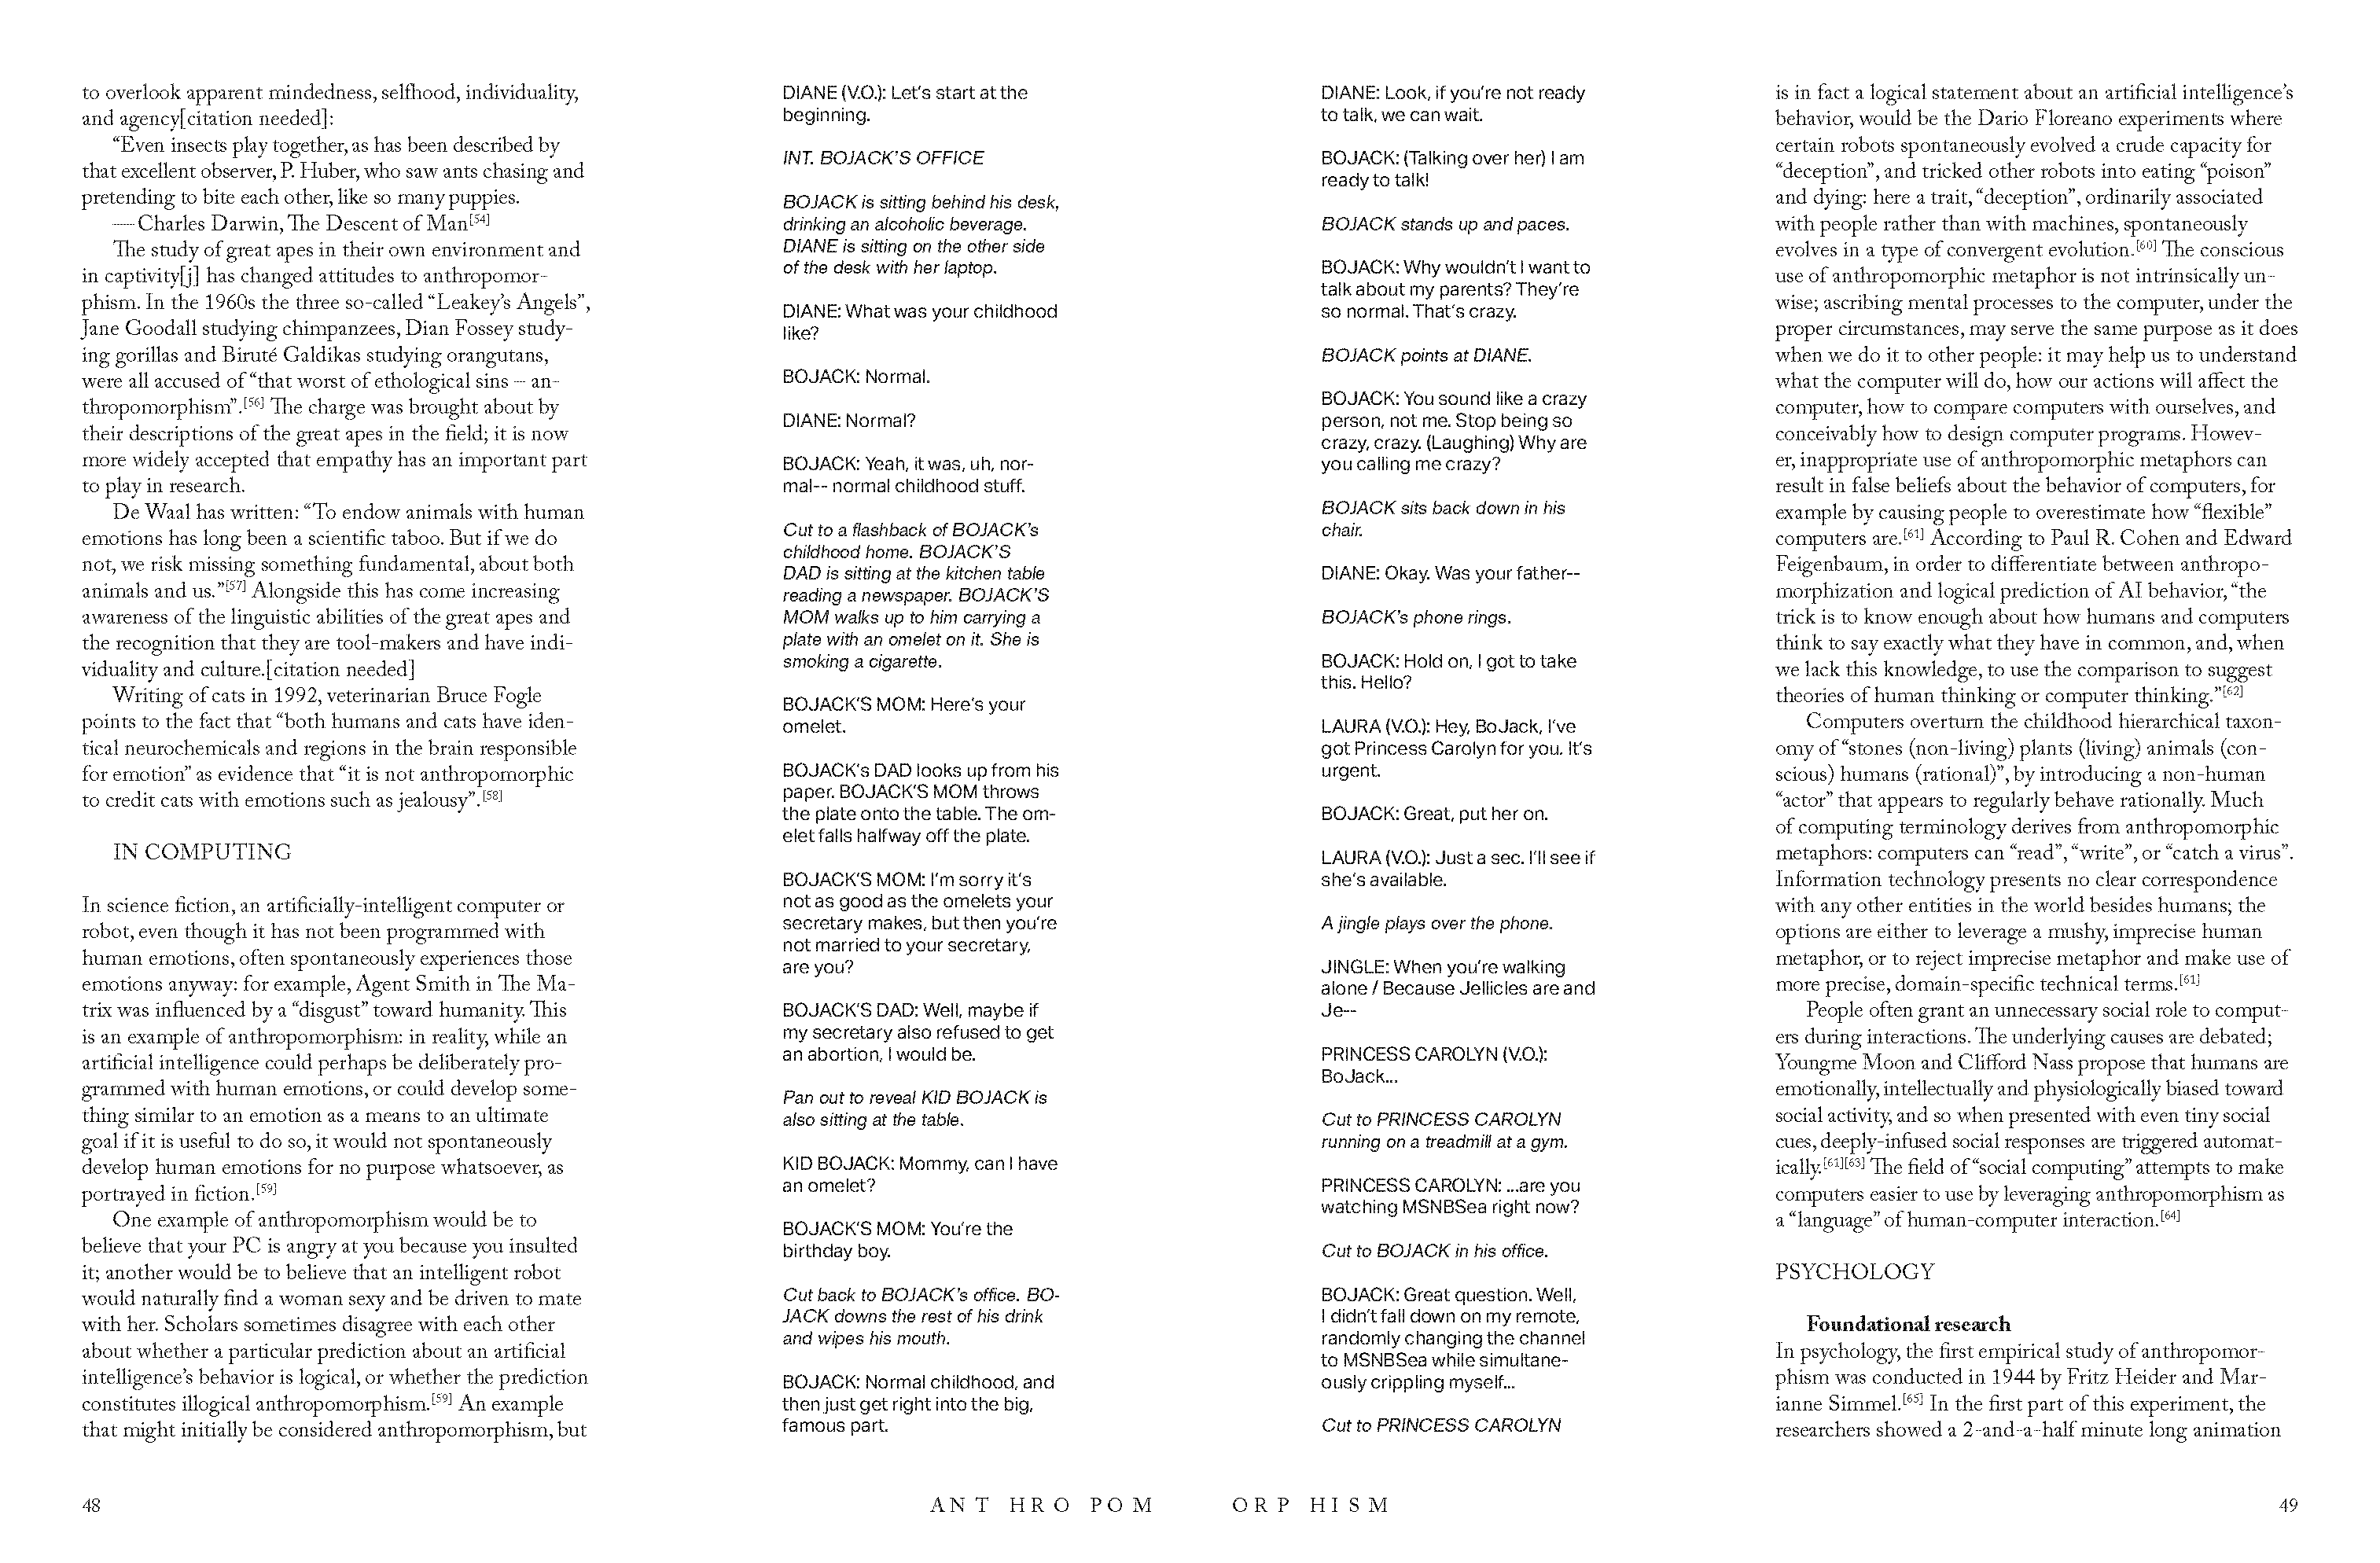 to overlook apparent mindedness, selfhood, individuality,
and agency[citation needed]:
“Even insects play together, as has been described by
that excellent observer, P. Huber, who saw ants chasing and
pretending to bite each other, like so many puppies.
—Charles Darwin, The Descent of Man[54]
The study of great apes in their own environment and
in captivity[j] has changed attitudes to anthropomor-
phism. In the 1960s the three so-called “Leakey’s Angels”,
Jane Goodall studying chimpanzees, Dian Fossey study-
ing gorillas and Biruté Galdikas studying orangutans,
were all accused of “that worst of ethological sins – an-
thropomorphism”.[56] The charge was brought about by
their descriptions of the great apes in the field; it is now
more widely accepted that empathy has an important part
to play in research.
De Waal has written: “To endow animals with human
emotions has long been a scientific taboo. But if we do
not, we risk missing something fundamental, about both
animals and us.”[57] Alongside this has come increasing
awareness of the linguistic abilities of the great apes and
the recognition that they are tool-makers and have indi-
viduality and culture.[citation needed]
Writing of cats in 1992, veterinarian Bruce Fogle
points to the fact that “both humans and cats have iden-
tical neurochemicals and regions in the brain responsible
for emotion” as evidence that “it is not anthropomorphic
to credit cats with emotions such as jealousy”.[58]
IN COMPUTING
In science fiction, an artificially-intelligent computer or
robot, even though it has not been programmed with
human emotions, often spontaneously experiences those
emotions anyway: for example, Agent Smith in The Ma-
trix was influenced by a “disgust” toward humanity. This
is an example of anthropomorphism: in reality, while an
artificial intelligence could perhaps be deliberately pro-
grammed with human emotions, or could develop some-
thing similar to an emotion as a means to an ultimate
goal if it is useful to do so, it would not spontaneously
develop human emotions for no purpose whatsoever, as
portrayed in fiction.[59]
One example of anthropomorphism would be to
believe that your PC is angry at you because you insulted
it; another would be to believe that an intelligent robot
would naturally find a woman sexy and be driven to mate
with her. Scholars sometimes disagree with each other
about whether a particular prediction about an artificial
intelligence’s behavior is logical, or whether the prediction
constitutes illogical anthropomorphism.[59] An example
that might initially be considered anthropomorphism, but
DIANE (V.O.): Let’s start at the
beginning.
INT. BOJACK’S OFFICE
BOJACK is sitting behind his desk,
drinking an alcoholic beverage.
DIANE is sitting on the other side
of the desk with her laptop.
DIANE: What was your childhood
like?
BOJACK: Normal.
DIANE: Normal?
BOJACK: Yeah, it was, uh, nor-
mal-- normal childhood stuff.
Cut to a flashback of BOJACK’s
childhood home. BOJACK’S
DAD is sitting at the kitchen table
reading a newspaper. BOJACK’S
MOM walks up to him carrying a
plate with an omelet on it. She is
smoking a cigarette.
BOJACK’S MOM: Here’s your
omelet.
BOJACK’s DAD looks up from his
paper. BOJACK’S MOM throws
the plate onto the table. The om-
elet falls halfway off the plate.
BOJACK’S MOM: I’m sorry it’s
not as good as the omelets your
secretary makes, but then you’re
not married to your secretary,
are you?
BOJACK’S DAD: Well, maybe if
my secretary also refused to get
an abortion, I would be.
Pan out to reveal KID BOJACK is
also sitting at the table.
KID BOJACK: Mommy, can I have
an omelet?
BOJACK’S MOM: You’re the
birthday boy.
Cut back to BOJACK’s office. BO-
JACK downs the rest of his drink
and wipes his mouth.
BOJACK: Normal childhood, and
then just get right into the big,
famous part.
DIANE: Look, if you’re not ready
to talk, we can wait.
BOJACK: (Talking over her) I am
ready to talk!
BOJACK stands up and paces.
BOJACK: Why wouldn’t I want to
talk about my parents? They’re
so normal. That’s crazy.
BOJACK points at DIANE.
BOJACK: You sound like a crazy
person, not me. Stop being so
crazy, crazy. (Laughing) Why are
you calling me crazy?
BOJACK sits back down in his
chair.
DIANE: Okay. Was your father--
BOJACK’s phone rings.
BOJACK: Hold on, I got to take
this. Hello?
LAURA (V.O.): Hey, BoJack, I’ve
got Princess Carolyn for you. It’s
urgent.
BOJACK: Great, put her on.
LAURA (V.O.): Just a sec. I’ll see if
she’s available.
A jingle plays over the phone.
JINGLE: When you’re walking
alone / Because Jellicles are and
Je--
PRINCESS CAROLYN (V.O.):
BoJack...
Cut to PRINCESS CAROLYN
running on a treadmill at a gym.
PRINCESS CAROLYN: ...are you
watching MSNBSea right now?
Cut to BOJACK in his office.
BOJACK: Great question. Well,
I didn’t fall down on my remote,
randomly changing the channel
to MSNBSea while simultane-
ously crippling myself...
Cut to PRINCESS CAROLYN
is in fact a logical statement about an artificial intelligence’s
behavior, would be the Dario Floreano experiments where
certain robots spontaneously evolved a crude capacity for
“deception”, and tricked other robots into eating “poison”
and dying: here a trait, “deception”, ordinarily associated
with people rather than with machines, spontaneously
evolves in a type of convergent evolution.[60] The conscious
use of anthropomorphic metaphor is not intrinsically un-
wise; ascribing mental processes to the computer, under the
proper circumstances, may serve the same purpose as it does
when we do it to other people: it may help us to understand
what the computer will do, how our actions will affect the
computer, how to compare computers with ourselves, and
conceivably how to design computer programs. Howev-
er, inappropriate use of anthropomorphic metaphors can
result in false beliefs about the behavior of computers, for
example by causing people to overestimate how “flexible”
computers are.[61] According to Paul R. Cohen and Edward
Feigenbaum, in order to differentiate between anthropo-
morphization and logical prediction of AI behavior, “the
trick is to know enough about how humans and computers
think to say exactly what they have in common, and, when
we lack this knowledge, to use the comparison to suggest
theories of human thinking or computer thinking.”[62]
Computers overturn the childhood hierarchical taxon-
omy of “stones (non-living) plants (living) animals (con-
scious) humans (rational)”, by introducing a non-human
“actor” that appears to regularly behave rationally. Much
of computing terminology derives from anthropomorphic
metaphors: computers can “read”, “write”, or “catch a virus”.
Information technology presents no clear correspondence
with any other entities in the world besides humans; the
options are either to leverage a mushy, imprecise human
metaphor, or to reject imprecise metaphor and make use of
more precise, domain-specific technical terms.[61]
People often grant an unnecessary social role to comput-
ers during interactions. The underlying causes are debated;
Youngme Moon and Clifford Nass propose that humans are
emotionally, intellectually and physiologically biased toward
social activity, and so when presented with even tiny social
cues, deeply-infused social responses are triggered automat-
ically.[61][63] The field of “social computing” attempts to make
computers easier to use by leveraging anthropomorphism as
a “language” of human-computer interaction.[64]
PSYCHOLOGY
Foundational research
In psychology, the first empirical study of anthropomor-
phism was conducted in 1944 by Fritz Heider and Mar-
ianne Simmel.[65] In the first part of this experiment, the
researchers showed a 2-and-a-half minute long animation
48
ANT HRO POM ORP HISM
49